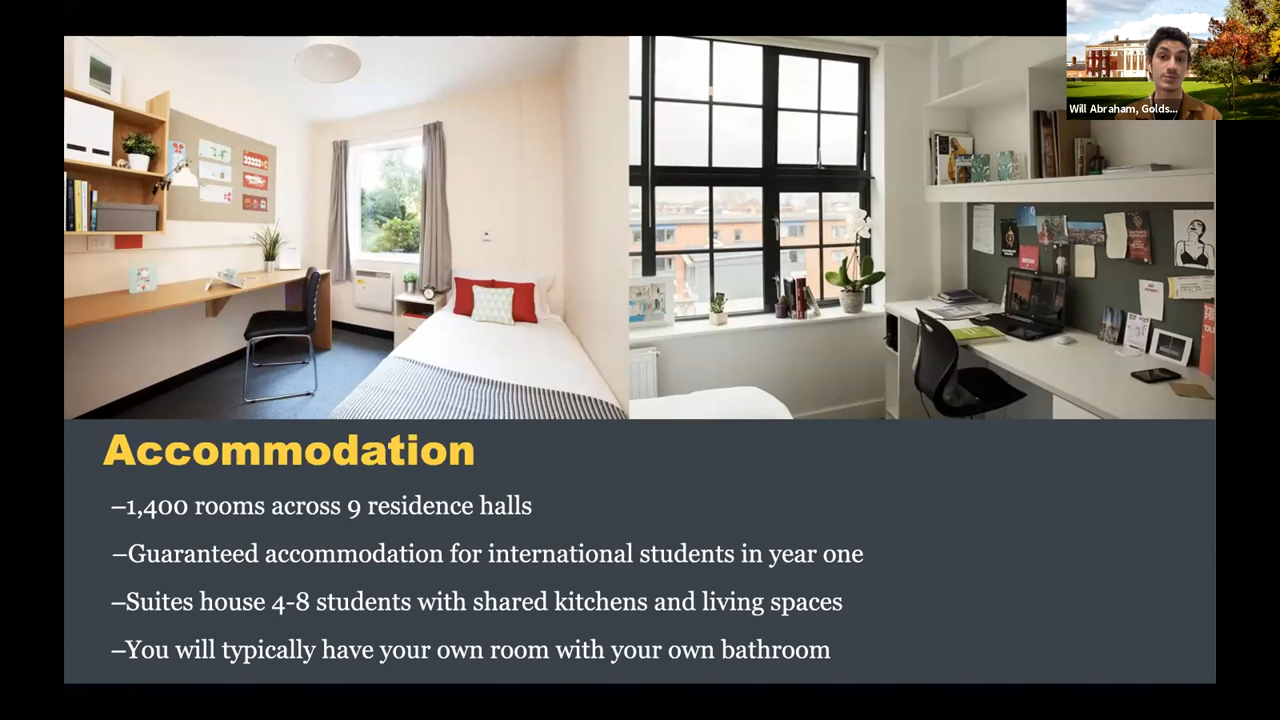 Will Abraham, Golds...
Accommodation
–1,400 rooms across 9 residence halls
–Guaranteed accommodation for international students in year one
–Suites house 4-8 students with shared kitchens and living spaces
–You will typically have your own room with your own bathroom